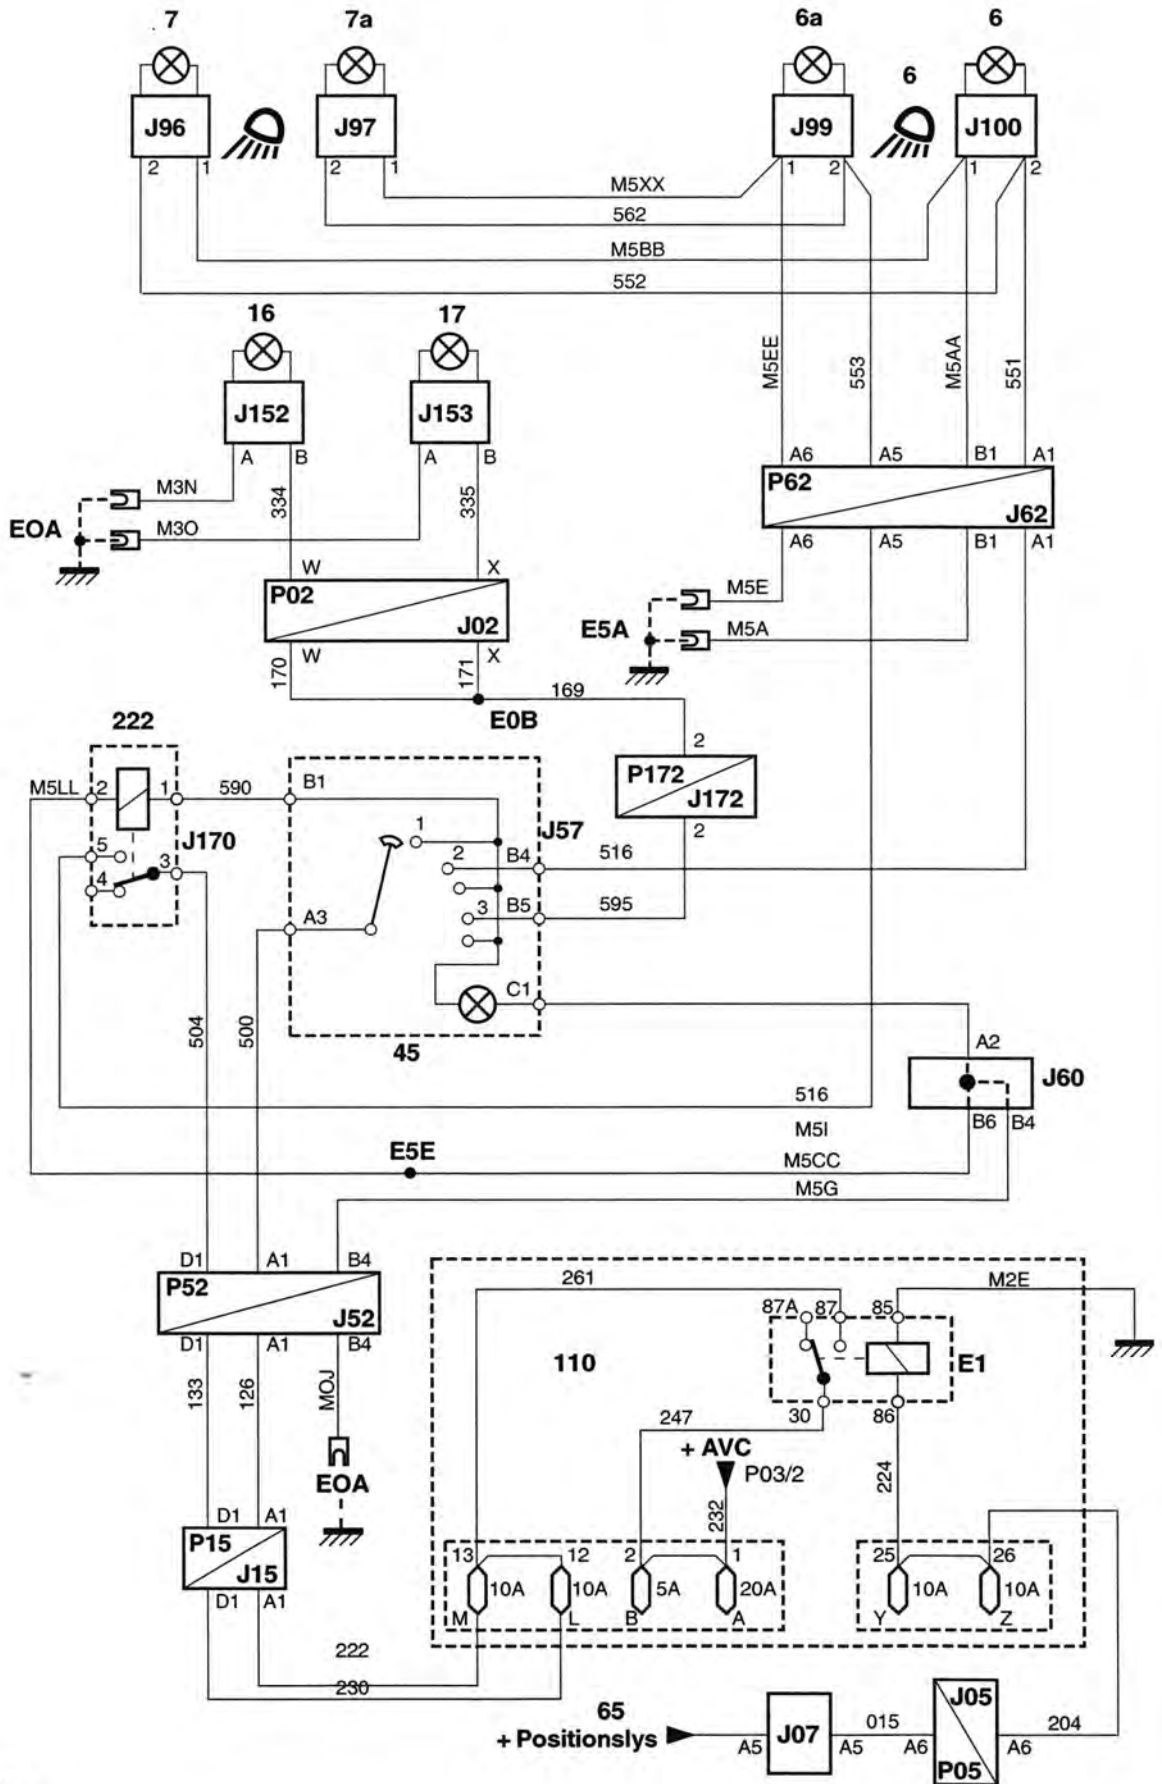 7 7a 6a 6
6
J96 J97 J99 J100
2 1 2 1 1 2 1 2
M5XX
562
M5BB
552
16 17
M5EE 553 M5AA 551
J152 J153
A B A B
A6 A5 B1 A1
M3N 334 335
P62
J62
EOA M3O
A6 A5 B1 A1
W X
P02
J02
M5E
E5A M5A
W X
170 171
169
E0B
222
2
P172
J172
2
M5LL 2 1 590 B1
J170
5
3
4
1
2 B4
J57
516
3 B5
595
A3
C1
504 500
45
A2
J60
516
B6 B4
M5I
E5E
M5CC
M5G
D1 A1 B4
P52
J52
D1 A1 B4
261
M2E
87A 87 85
110
E1
133 126 MOJ
30 86
247
+ AVC
P03/2
224
232
EOA
D1 A1
P15
J15
D1 A1
13 12 2 1 25 26
10A 10A 5A 20A 10A 10A
M L B A Y Z
222
230
65
+ Positionslys
A5 J07 A5 015 A6
J05
P05
A6 204